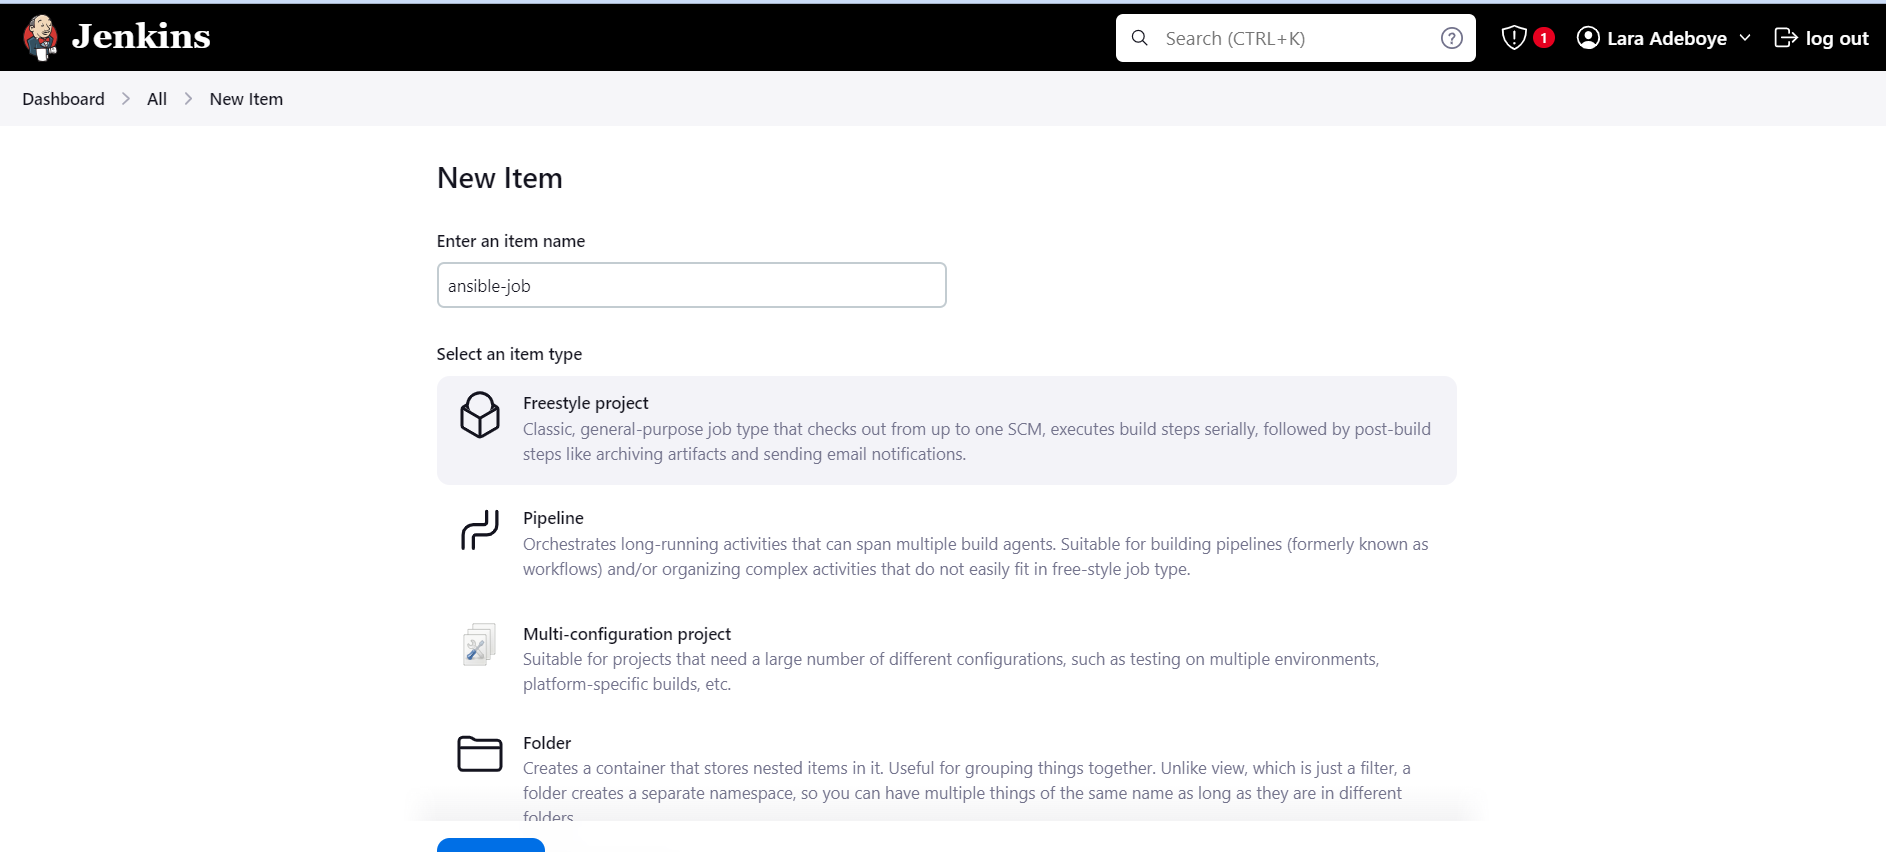 Jenkins
Search (CTRL+K)
1
Lara Adeboye
log out
Dashboard
All
New Item
New Item
Enter an item name
ansible-job
Select an item type
Freestyle project
Classic, general-purpose job type that checks out from up to one SCM, executes build steps serially, followed by post-build
steps like archiving artifacts and sending email notifications.
Pipeline
Orchestrates long-running activities that can span multiple build agents. Suitable for building pipelines (formerly known as
workflows) and/or organizing complex activities that do not easily fit in free-style job type.
Multi-configuration project
Suitable for projects that need a large number of different configurations, such as testing on multiple environments,
platform-specific builds, etc.
Folder
Creates a container that stores nested items in it. Useful for grouping things together. Unlike view, which is just a filter, a
folder creates a separate namespace, so you can have multiple things of the same name as long as they are in different
folders.